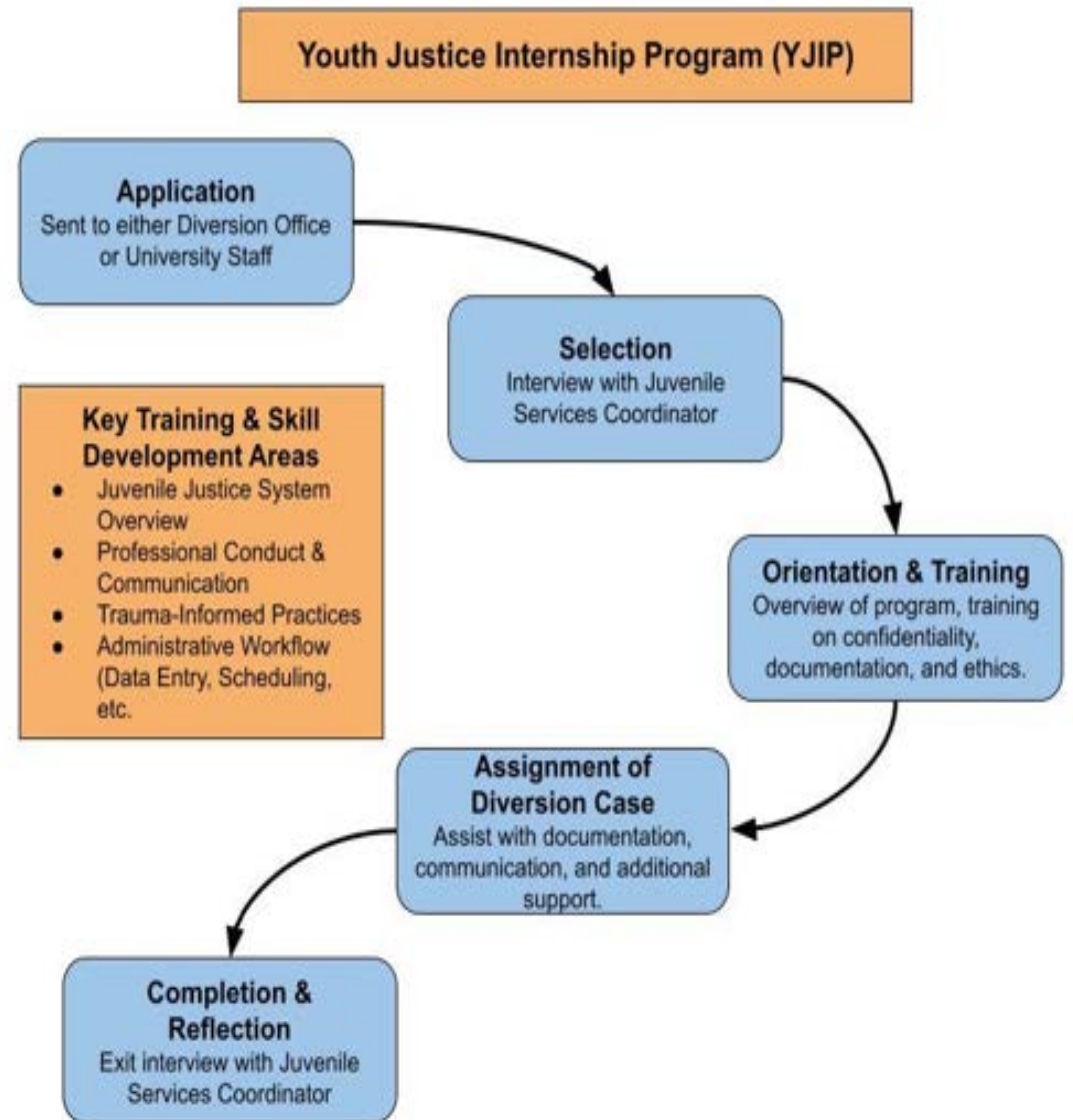 Youth Justice Internship Program (YJIP)
Application
Sent to either Diversion Office
or University Staff
Selection
Interview with Juvenile
Services Coordinator
Key Training & Skill
Development Areas
● Juvenile Justice System
Overview
● Professional Conduct &
Communication
● Trauma-Informed Practices
● Administrative Workflow
(Data Entry, Scheduling,
etc.
Orientation & Training
Overview of program, training
on confidentiality,
documentation, and ethics.
Assignment of
Diversion Case
Assist with documentation,
communication, and additional
support.
Completion &
Reflection
Exit interview with Juvenile
Services Coordinator